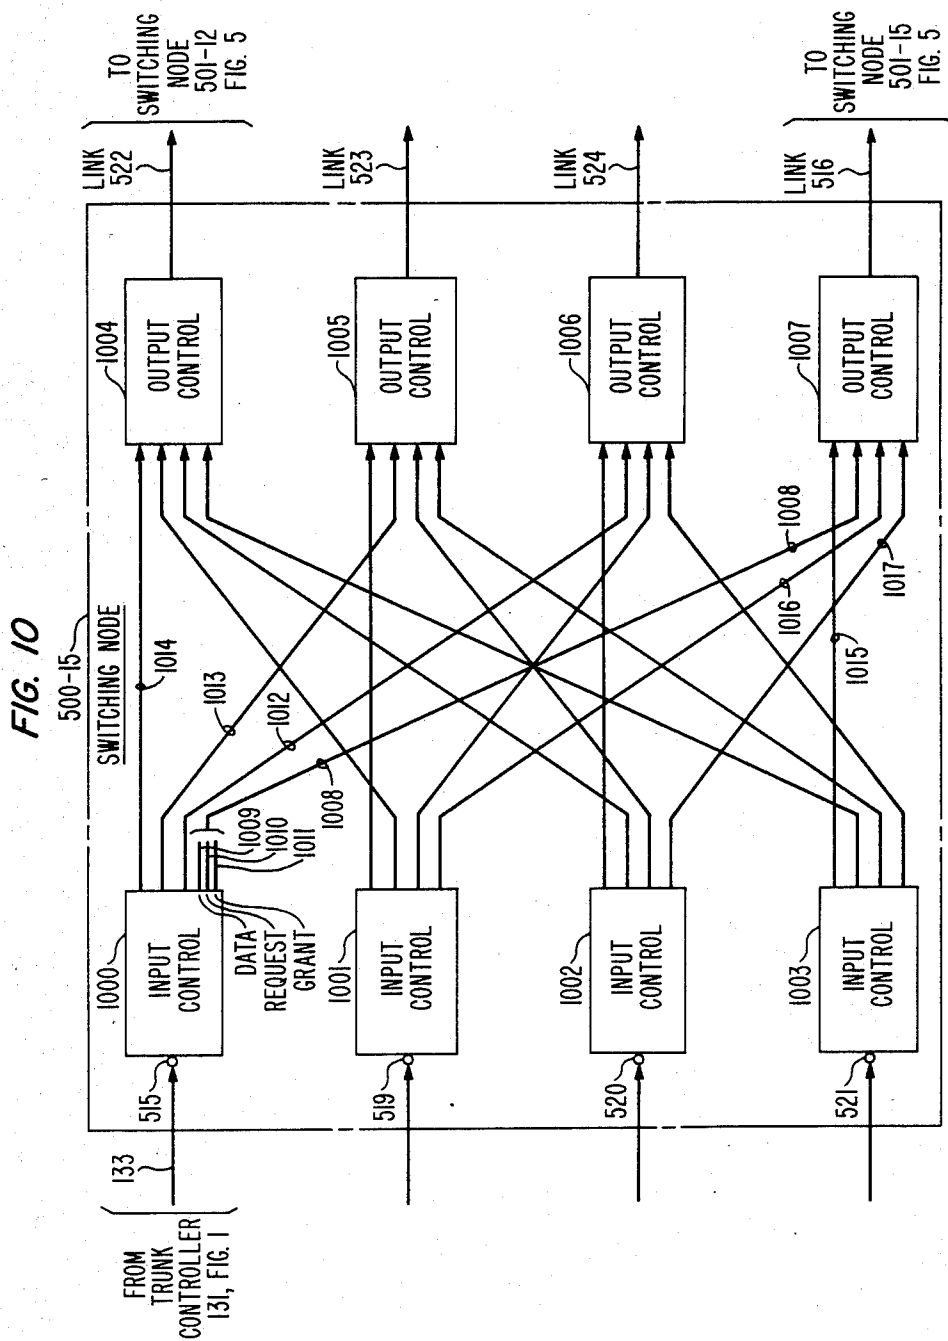 FIG. 10
500-15
SWITCHING NODE
FROM
TRUNK
CONTROLLER
131, FIG. 1
133
515
1000
INPUT
CONTROL
DATA
REQUEST
GRANT
1009
1010
1011
1014
1013
1012
1008
1004
OUTPUT
CONTROL
LINK
522
TO
SWITCHING
NODE
501-12
FIG. 5
519
1001
INPUT
CONTROL
1005
OUTPUT
CONTROL
LINK
523
520
1002
INPUT
CONTROL
1006
OUTPUT
CONTROL
LINK
524
521
1003
INPUT
CONTROL
1015
1016
1008
1017
1007
OUTPUT
CONTROL
LINK
516
TO
SWITCHING
NODE
501-15
FIG. 5